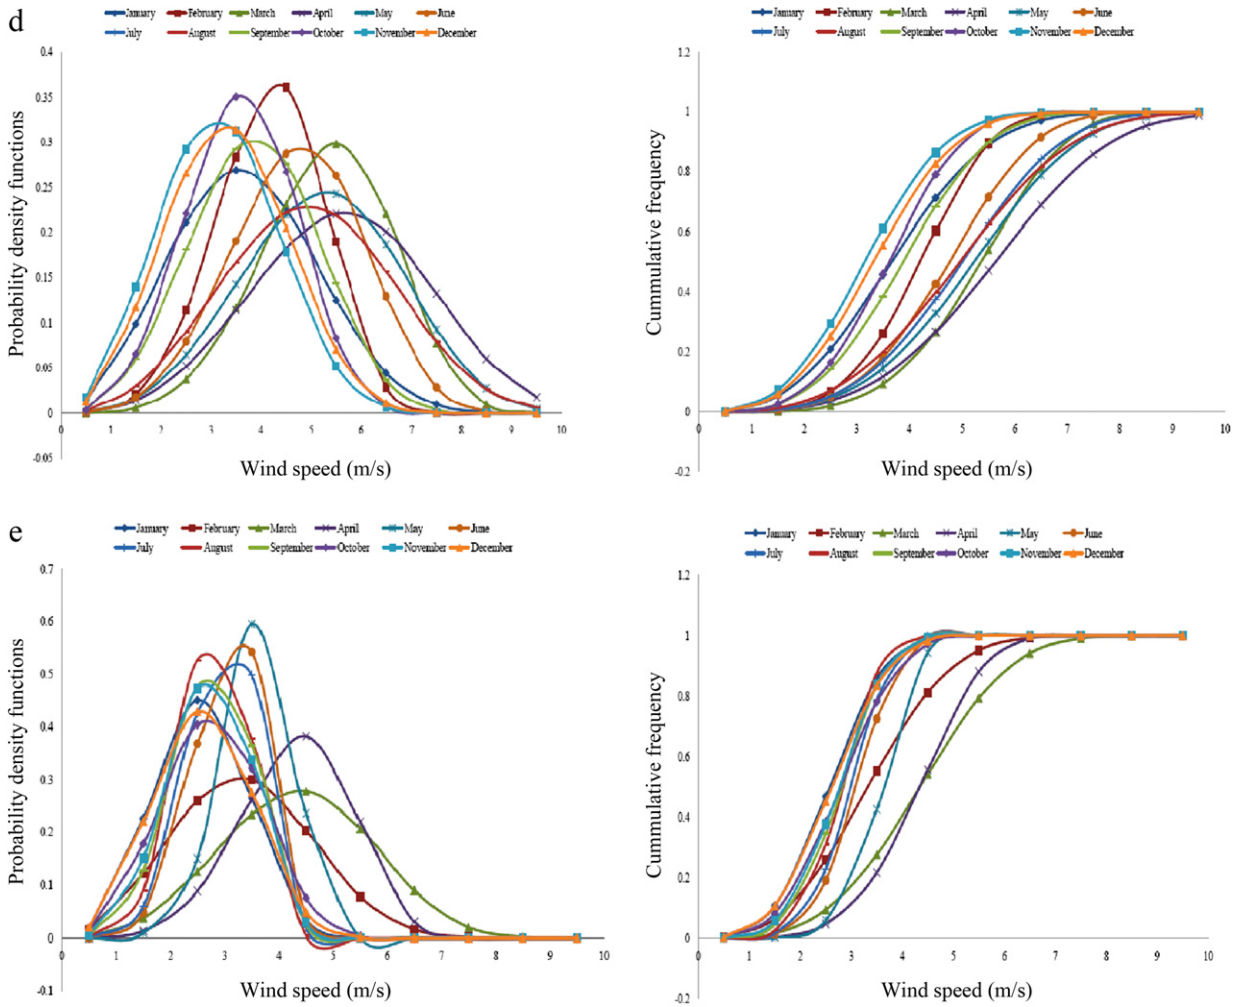 d
January February March April May June
July August September October November December
0.4
0.35
0.3
0.25
0.2
0.15
0.1
0.05
0
-0.05
Probability density functions
0 1 2 3 4 5 6 7 8 9 10
Wind speed (m/s)
January February March April May June
July August September October November December
1.2
1
0.8
0.6
0.4
0.2
0
-0.2
Cummulative frequency
1 2 3 4 5 6 7 8 9 10
Wind speed (m/s)
e
January February March April May June
July August September October November December
0.7
0.6
0.5
0.4
0.3
0.2
0.1
0
-0.1
Probability density functions
0 1 2 3 4 5 6 7 8 9 10
Wind speed (m/s)
January February March April May June
July August September October November December
1.2
1
0.8
0.6
0.4
0.2
0
-0.2
Cummulative frequency
0 1 2 3 4 5 6 7 8 9 10
Wind speed (m/s)